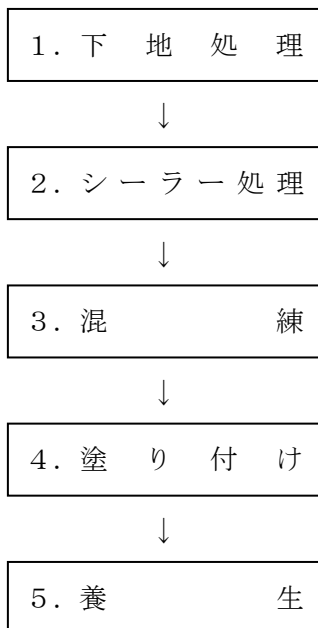 1. 下地処理
↓
2. シーラー処理
↓
3. 混練
↓
4. 塗り付け
↓
5. 養生